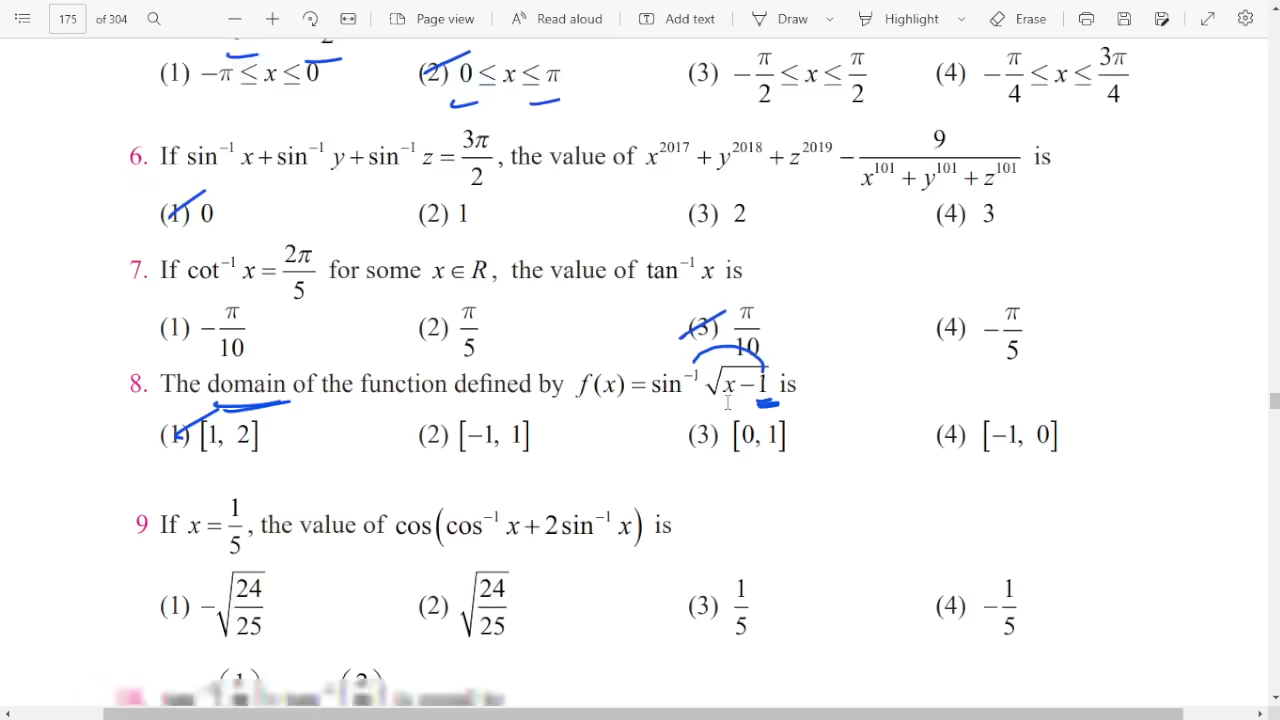 175 of 304 Page view Read aloud Add text Draw Highlight Erase
2
(1) −π ≤ x ≤ 0 (2) 0 ≤ x ≤ π (3) −π/2 ≤ x ≤ π/2 (4) −π/4 ≤ x ≤ 3π/4
6. If sin⁻¹ x + sin⁻¹ y + sin⁻¹ z = 3π/2, the value of x²⁰¹⁷ + y²⁰¹⁸ + z²⁰¹⁹ − 9/(x¹⁰¹ + y¹⁰¹ + z¹⁰¹) is
(1) 0 (2) 1 (3) 2 (4) 3
7. If cot⁻¹ x = 2π/5 for some x ∈ R, the value of tan⁻¹ x is
(1) −π/10 (2) π/5 (3) π/10 (4) −π/5
8. The domain of the function defined by f(x) = sin⁻¹ √(x−1) is
(1) [1, 2] (2) [−1, 1] (3) [0, 1] (4) [−1, 0]
9 If x = 1/5, the value of cos(cos⁻¹ x + 2 sin⁻¹ x) is
(1) −√(24/25) (2) √(24/25) (3) 1/5 (4) −1/5